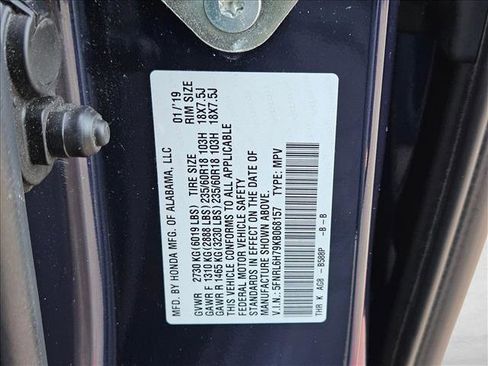 MFD. BY HONDA MFG. OF ALABAMA, LLC 01/'19
TIRE SIZE RIM SIZE
GVWR 2730 KG (6019 LBS)
GAWR F 1310 KG (2888 LBS) 235/60R18 103H 18X7.5J
GAWR R 1465 KG (3230 LBS) 235/60R18 103H 18X7.5J
THIS VEHICLE CONFORMS TO ALL APPLICABLE
FEDERAL MOTOR VEHICLE SAFETY
STANDARDS IN EFFECT ON THE DATE OF
MANUFACTURE SHOWN ABOVE.
V.I.N.: 5FNRL6H79KB068157 TYPE: MPV
THR K AGB - B588P -B - B